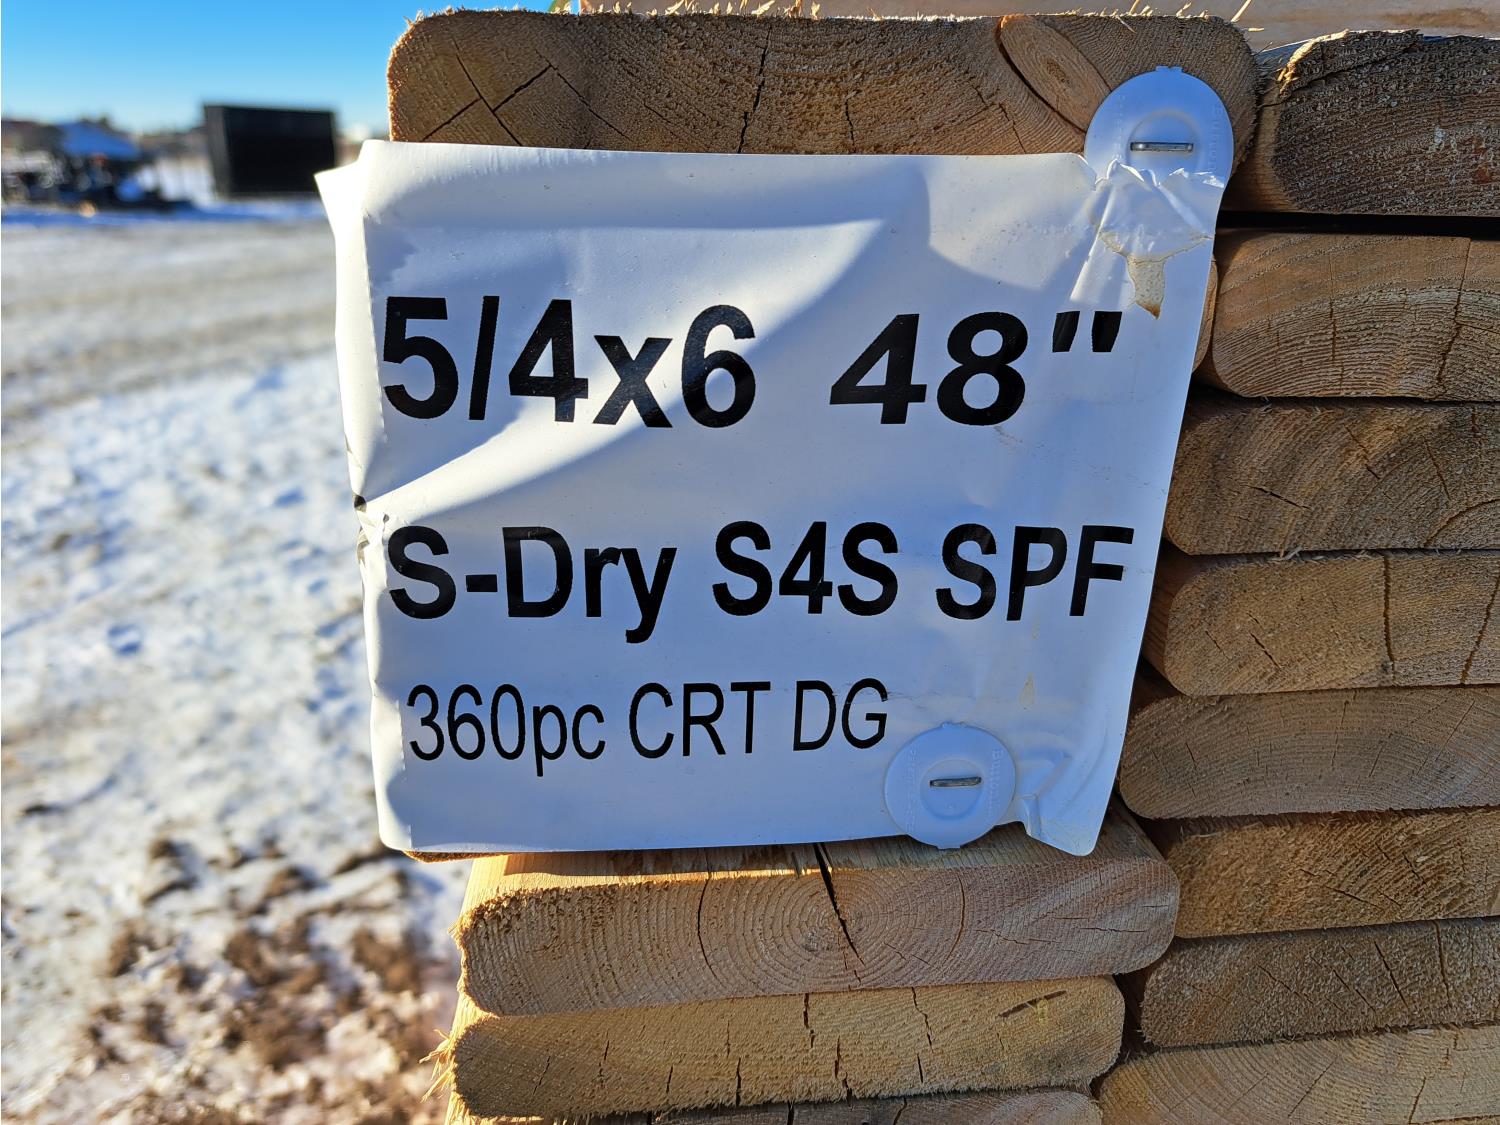 5/4x6 48"
S-Dry S4S SPF
360pc CRT DG